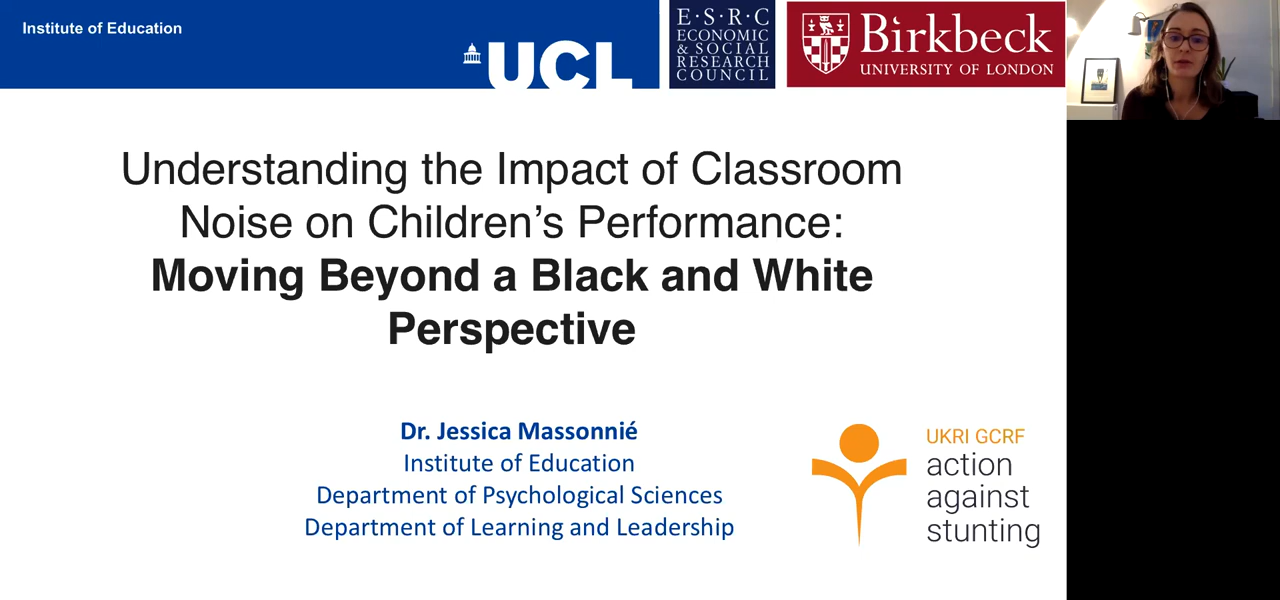 Institute of Education
UCL
E·S·R·C
ECONOMIC
& SOCIAL
RESEARCH
COUNCIL
Birkbeck
UNIVERSITY OF LONDON
Understanding the Impact of Classroom
Noise on Children’s Performance:
Moving Beyond a Black and White
Perspective
Dr. Jessica Massonnié
Institute of Education
Department of Psychological Sciences
Department of Learning and Leadership
UKRI GCRF
action
against
stunting